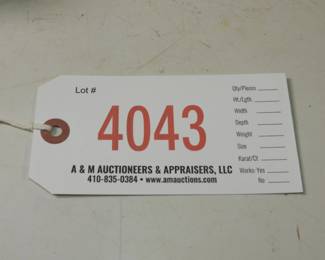 Lot #
4043
A & M AUCTIONEERS & APPRAISERS, LLC
410-835-0384 • www.amauctions.com
Qty/Pieces
Ht./Lgth.
Width
Depth
Weight
Size
Karat/Ct
Works- Yes
No